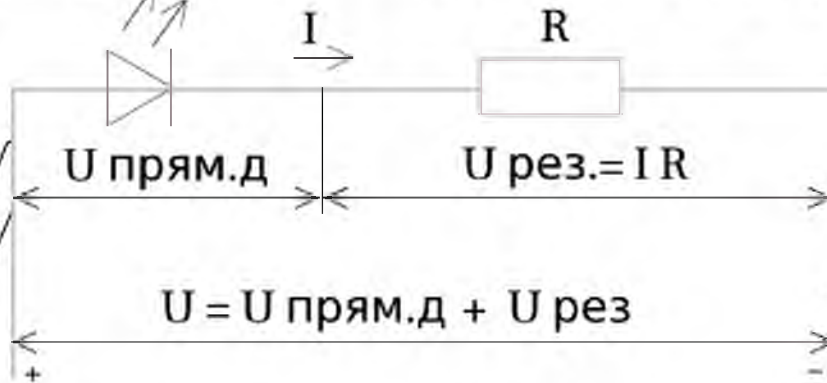 I R
U прям.д U рез.= I R
U = U прям.д + U рез
+ -